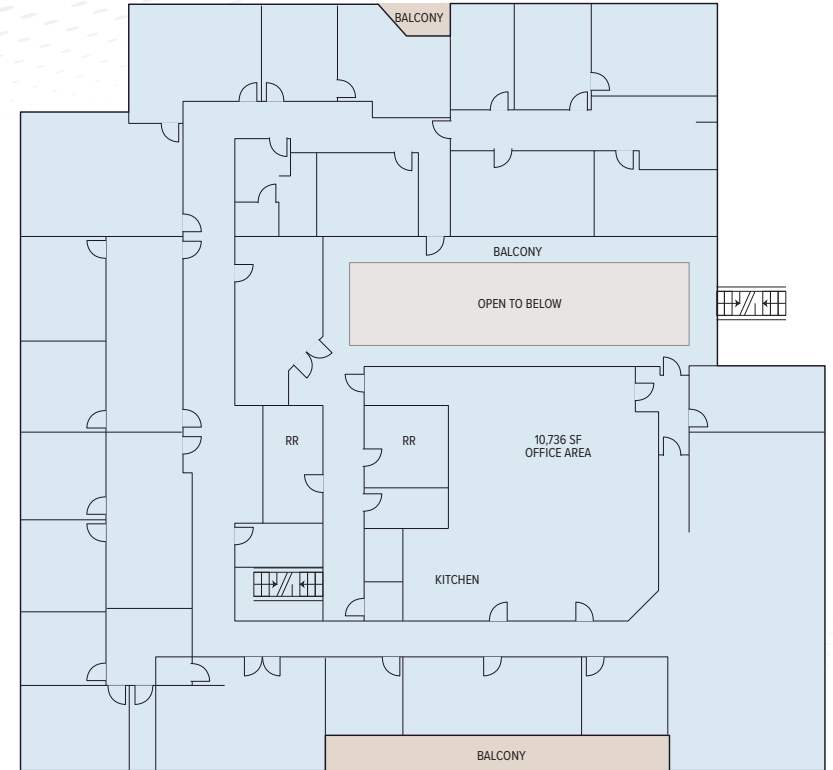 BALCONY
BALCONY
OPEN TO BELOW
RR
RR
10,736 SF
OFFICE AREA
KITCHEN
BALCONY